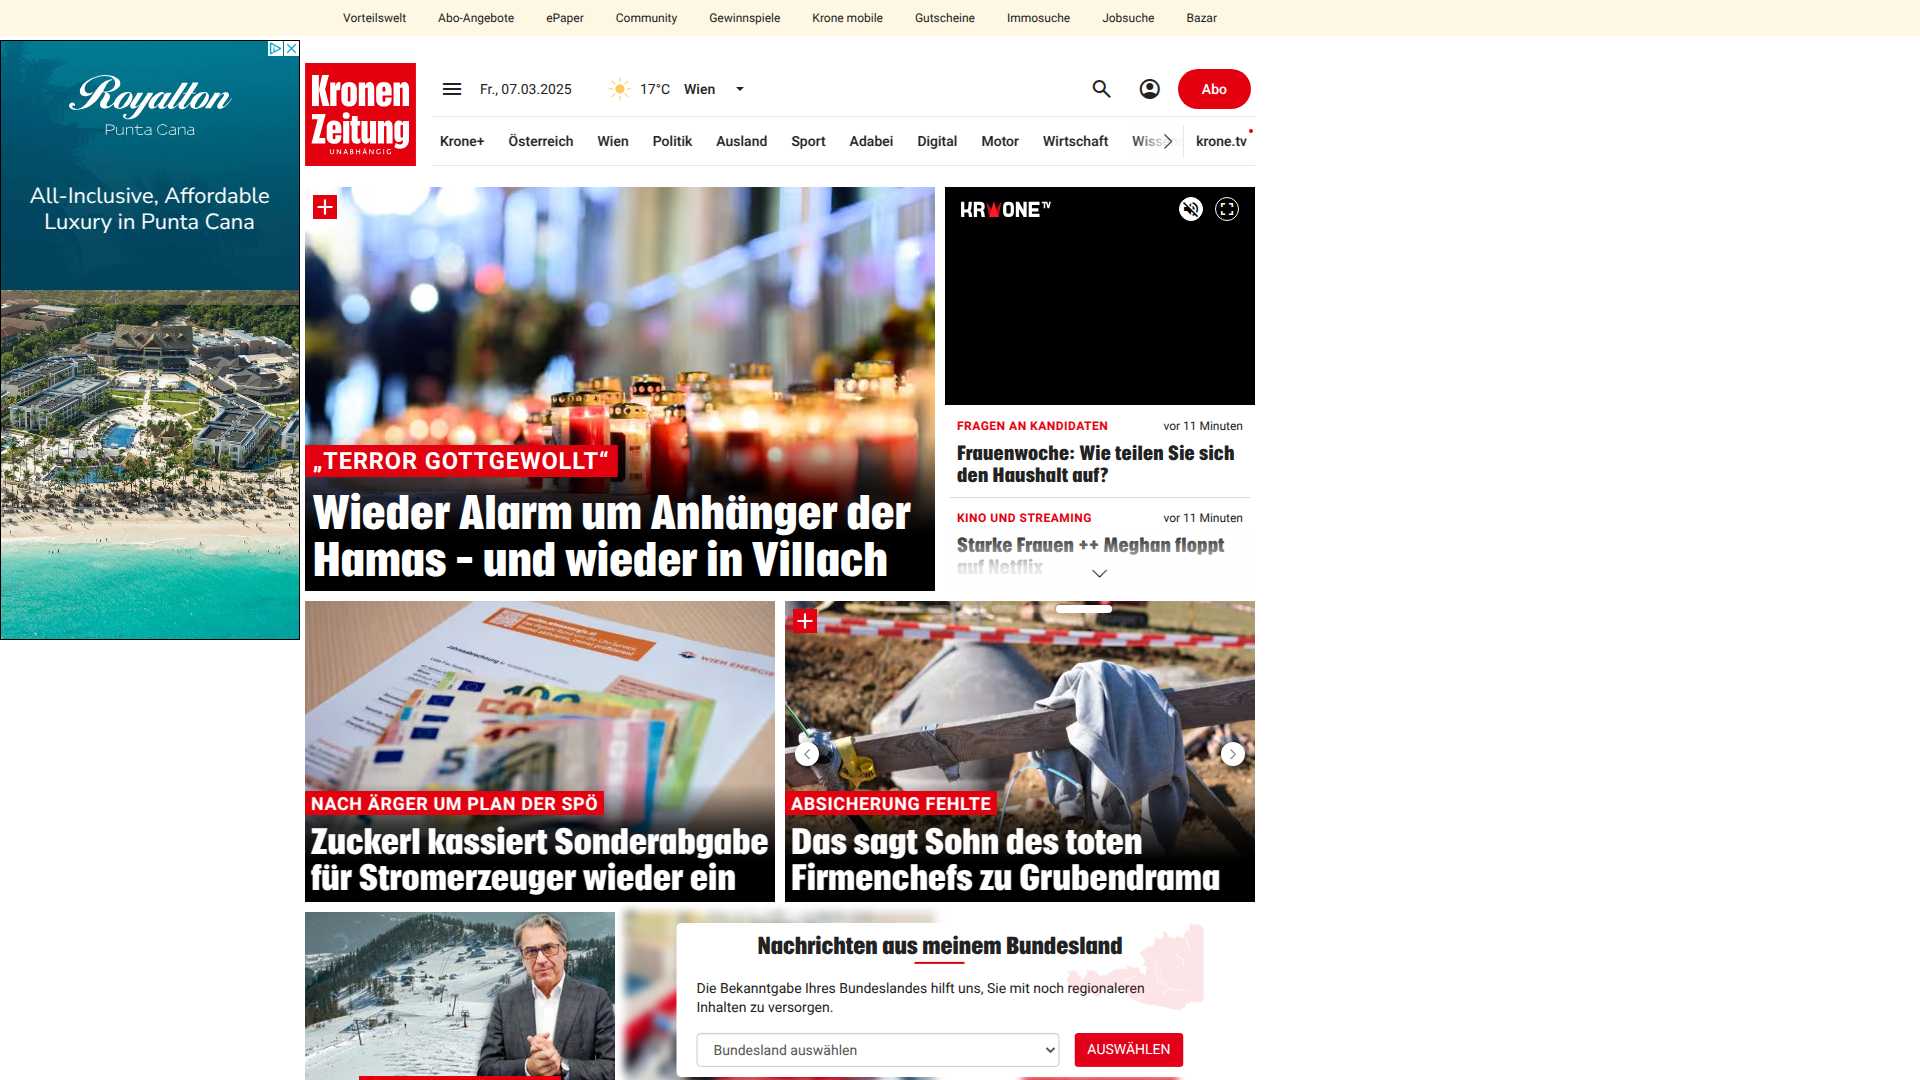 Vorteilswelt Abo-Angebote ePaper Community Gewinnspiele Krone mobile Gutscheine Immosuche Jobsuche Bazar
Royalton
Punta Cana
All-Inclusive, Affordable
Luxury in Punta Cana
Kronen
Zeitung
UNABHÄNGIG
Fr., 07.03.2025 17°C Wien
Abo
Krone+ Österreich Wien Politik Ausland Sport Adabei Digital Motor Wirtschaft krone.tv
„TERROR GOTTGEWOLLT“
Wieder Alarm um Anhänger der
Hamas – und wieder in Villach
KRONE TV
FRAGEN AN KANDIDATEN vor 11 Minuten
Frauenwoche: Wie teilen Sie sich
den Haushalt auf?
KINO UND STREAMING vor 11 Minuten
Starke Frauen ++ Meghan floppt
auf Netflix
WIEN ENERGIE
100
50
5
NACH ÄRGER UM PLAN DER SPÖ
Zuckerl kassiert Sonderabgabe
für Stromerzeuger wieder ein
ABSICHERUNG FEHLTE
Das sagt Sohn des toten
Firmenchefs zu Grubendrama
Nachrichten aus meinem Bundesland
Die Bekanntgabe Ihres Bundeslandes hilft uns, Sie mit noch regionaleren
Inhalten zu versorgen.
Bundesland auswählen
AUSWÄHLEN